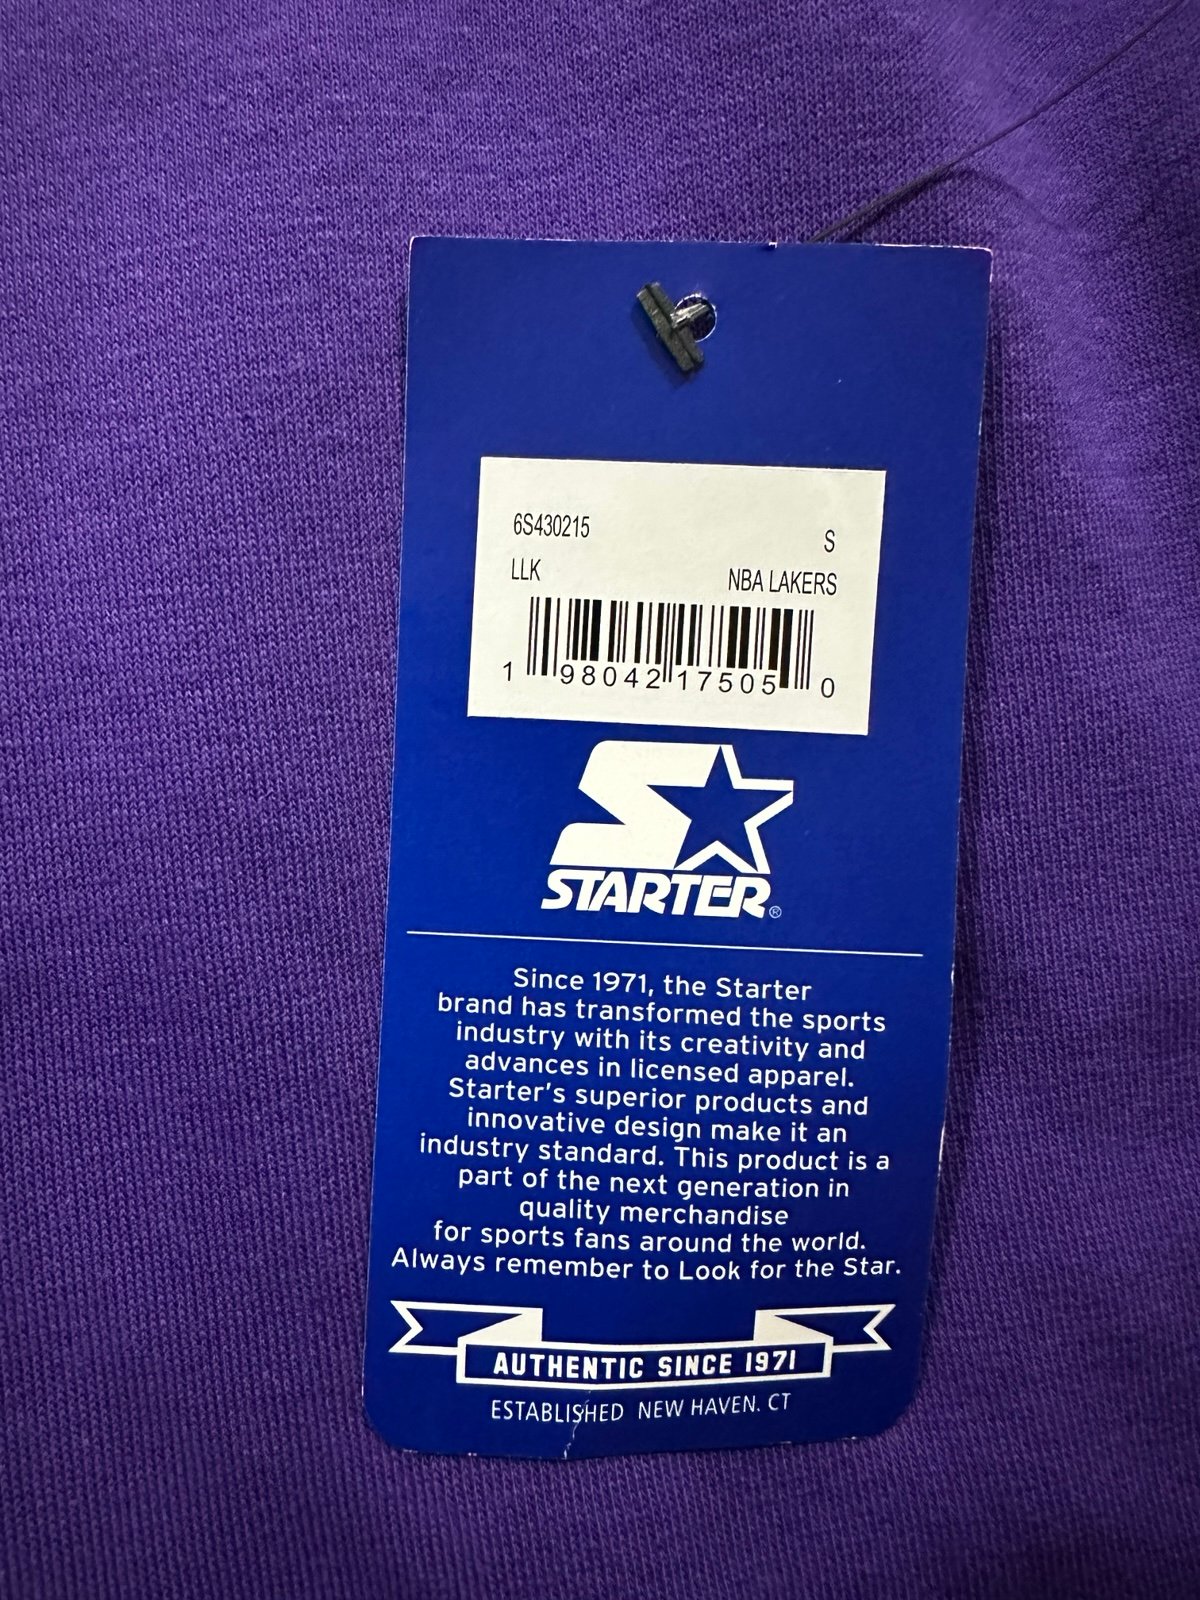 6S430215
S
LLK
NBA LAKERS
1 98042 17505 0
STARTER®
Since 1971, the Starter
brand has transformed the sports
industry with its creativity and
advances in licensed apparel.
Starter's superior products and
innovative design make it an
industry standard. This product is a
part of the next generation in
quality merchandise
for sports fans around the world.
Always remember to Look for the Star.
AUTHENTIC SINCE 1971
ESTABLISHED NEW HAVEN. CT